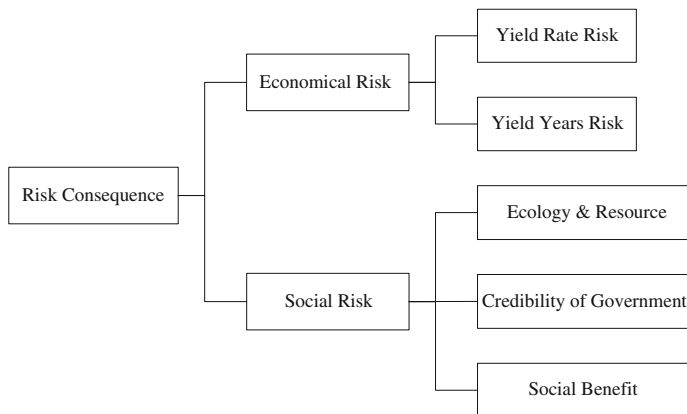 Yield Rate Risk
Economical Risk
Yield Years Risk
Risk Consequence
Ecology & Resource
Social Risk
Credibility of Government
Social Benefit